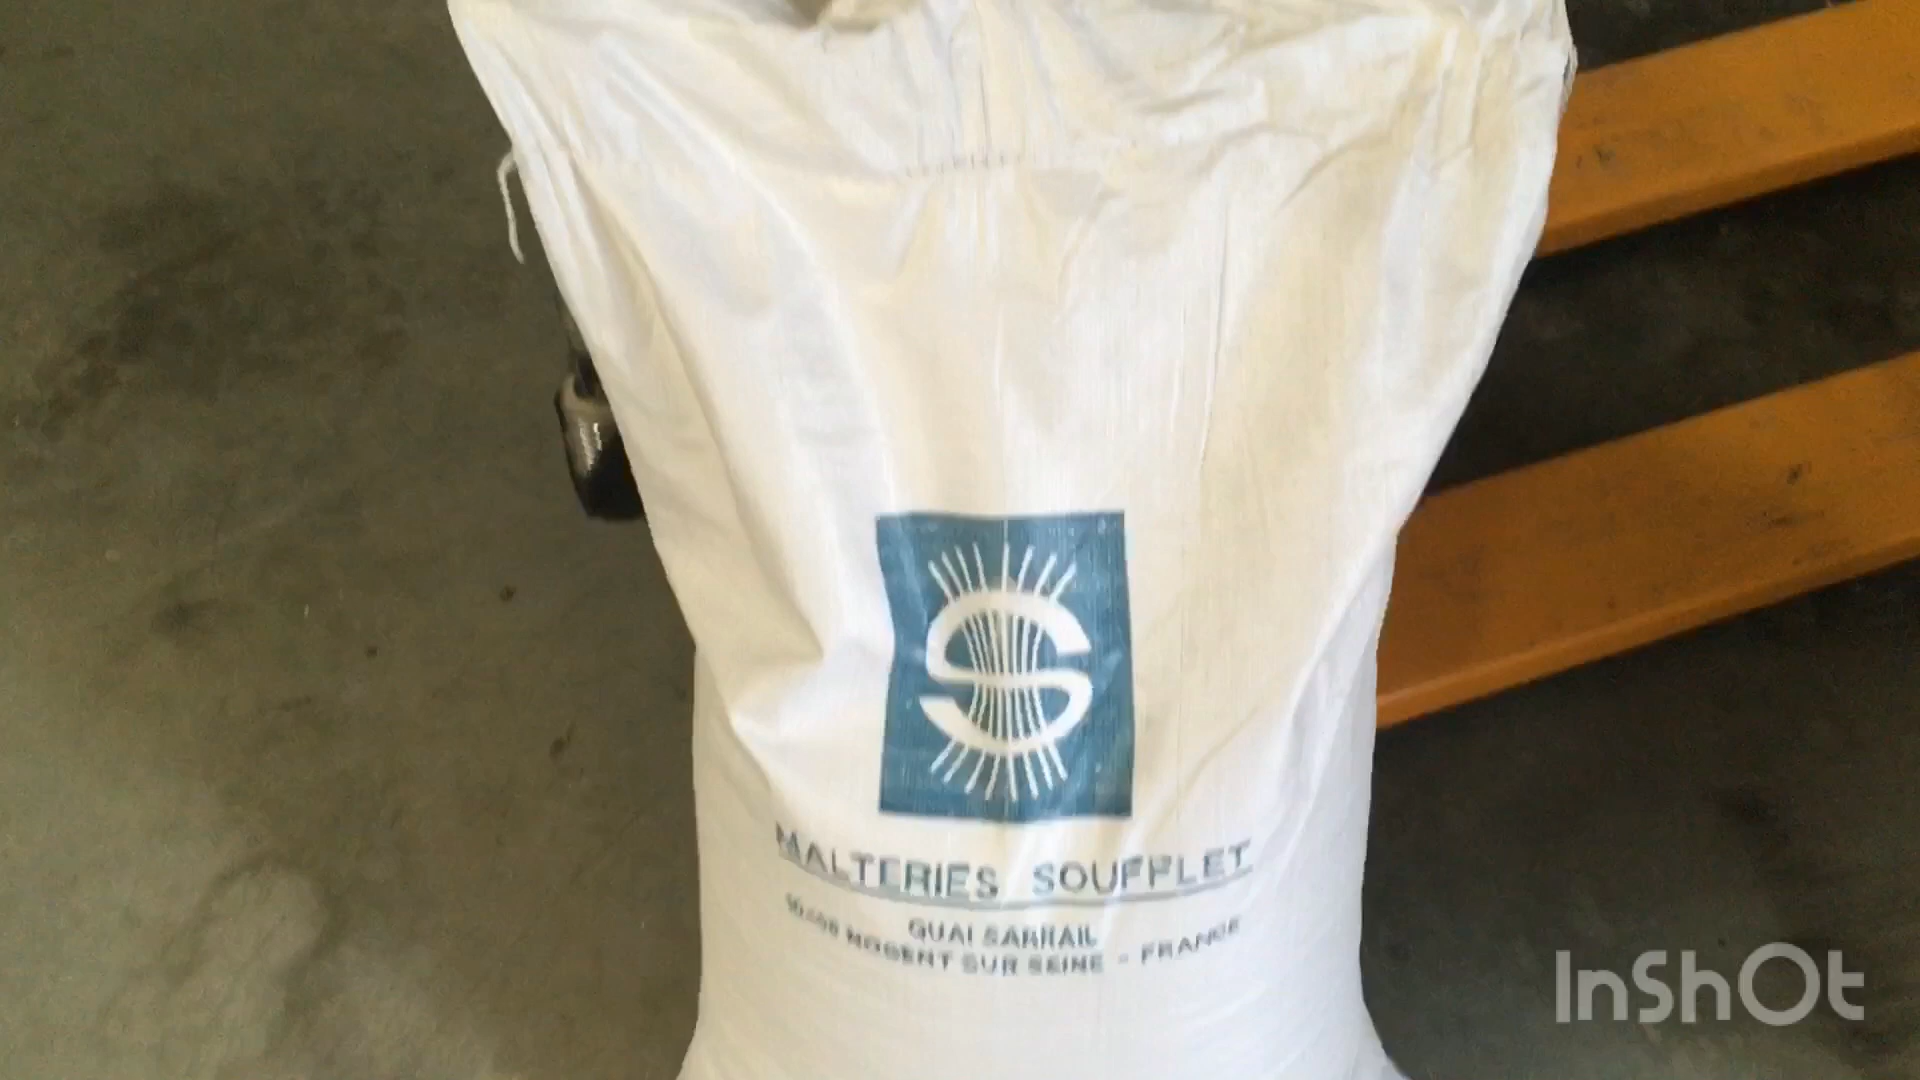 S
MALTERIES SOUFFLET
QUAI SARRAIL
NOGENT SUR SEINE - FRANCE
InShOt